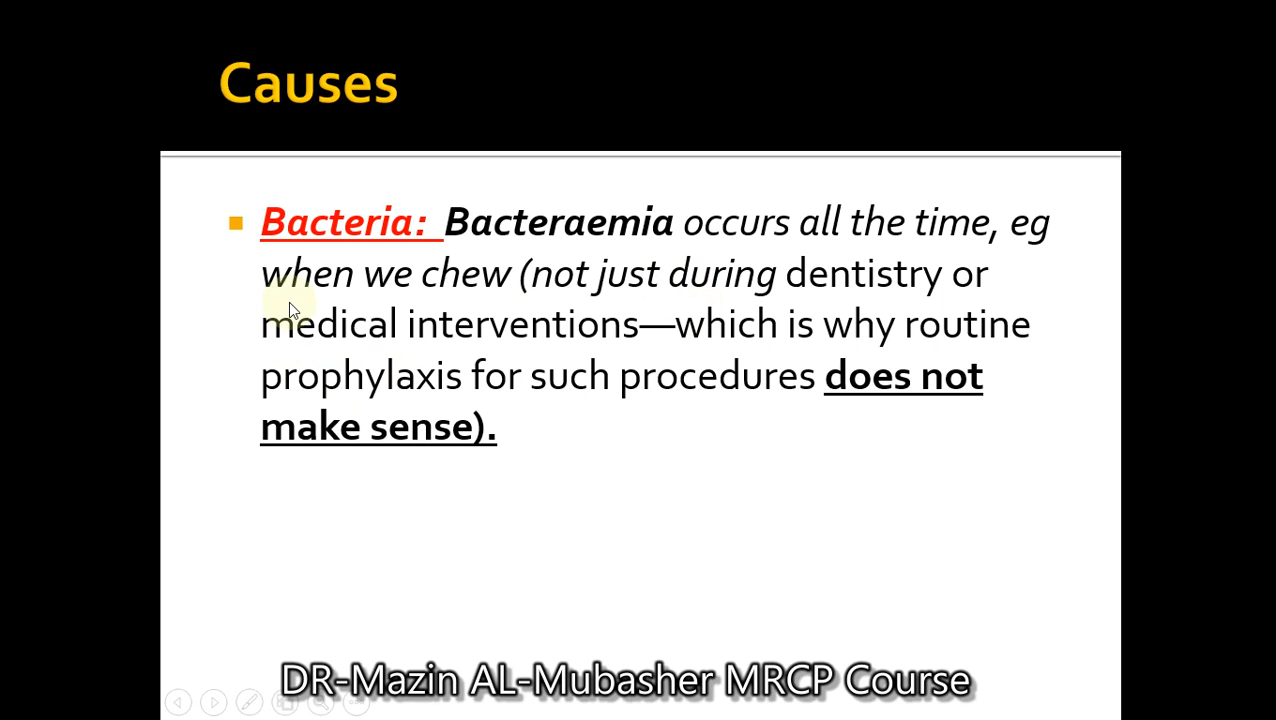 Causes
Bacteria: Bacteraemia occurs all the time, eg
when we chew (not just during dentistry or
medical interventions—which is why routine
prophylaxis for such procedures does not
make sense).
DR-Mazin AL-Mubasher MRCP Course